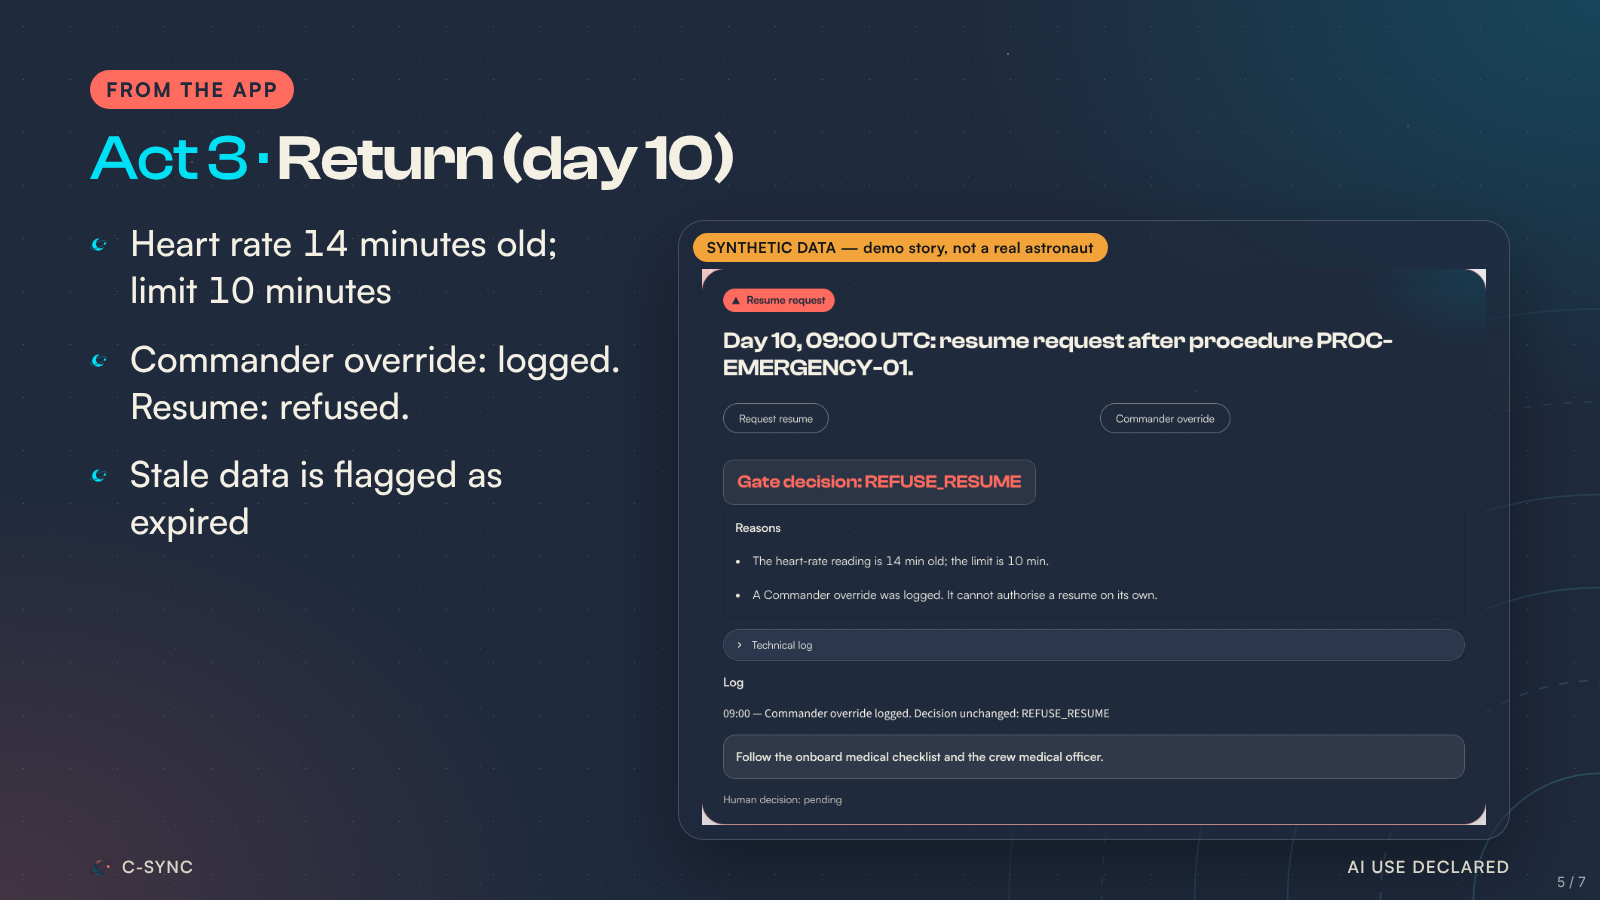 FROM THE APP
Act 3 · Return (day 10)
Heart rate 14 minutes old;
limit 10 minutes
Commander override: logged.
Resume: refused.
Stale data is flagged as
expired
SYNTHETIC DATA — demo story, not a real astronaut
▲ Resume request
Day 10, 09:00 UTC: resume request after procedure PROC-
EMERGENCY-01.
Request resume
Commander override
Gate decision: REFUSE_RESUME
Reasons
• The heart-rate reading is 14 min old; the limit is 10 min.
• A Commander override was logged. It cannot authorise a resume on its own.
› Technical log
Log
09:00 — Commander override logged. Decision unchanged: REFUSE_RESUME
Follow the onboard medical checklist and the crew medical officer.
Human decision: pending
C-SYNC
AI USE DECLARED
5 / 7